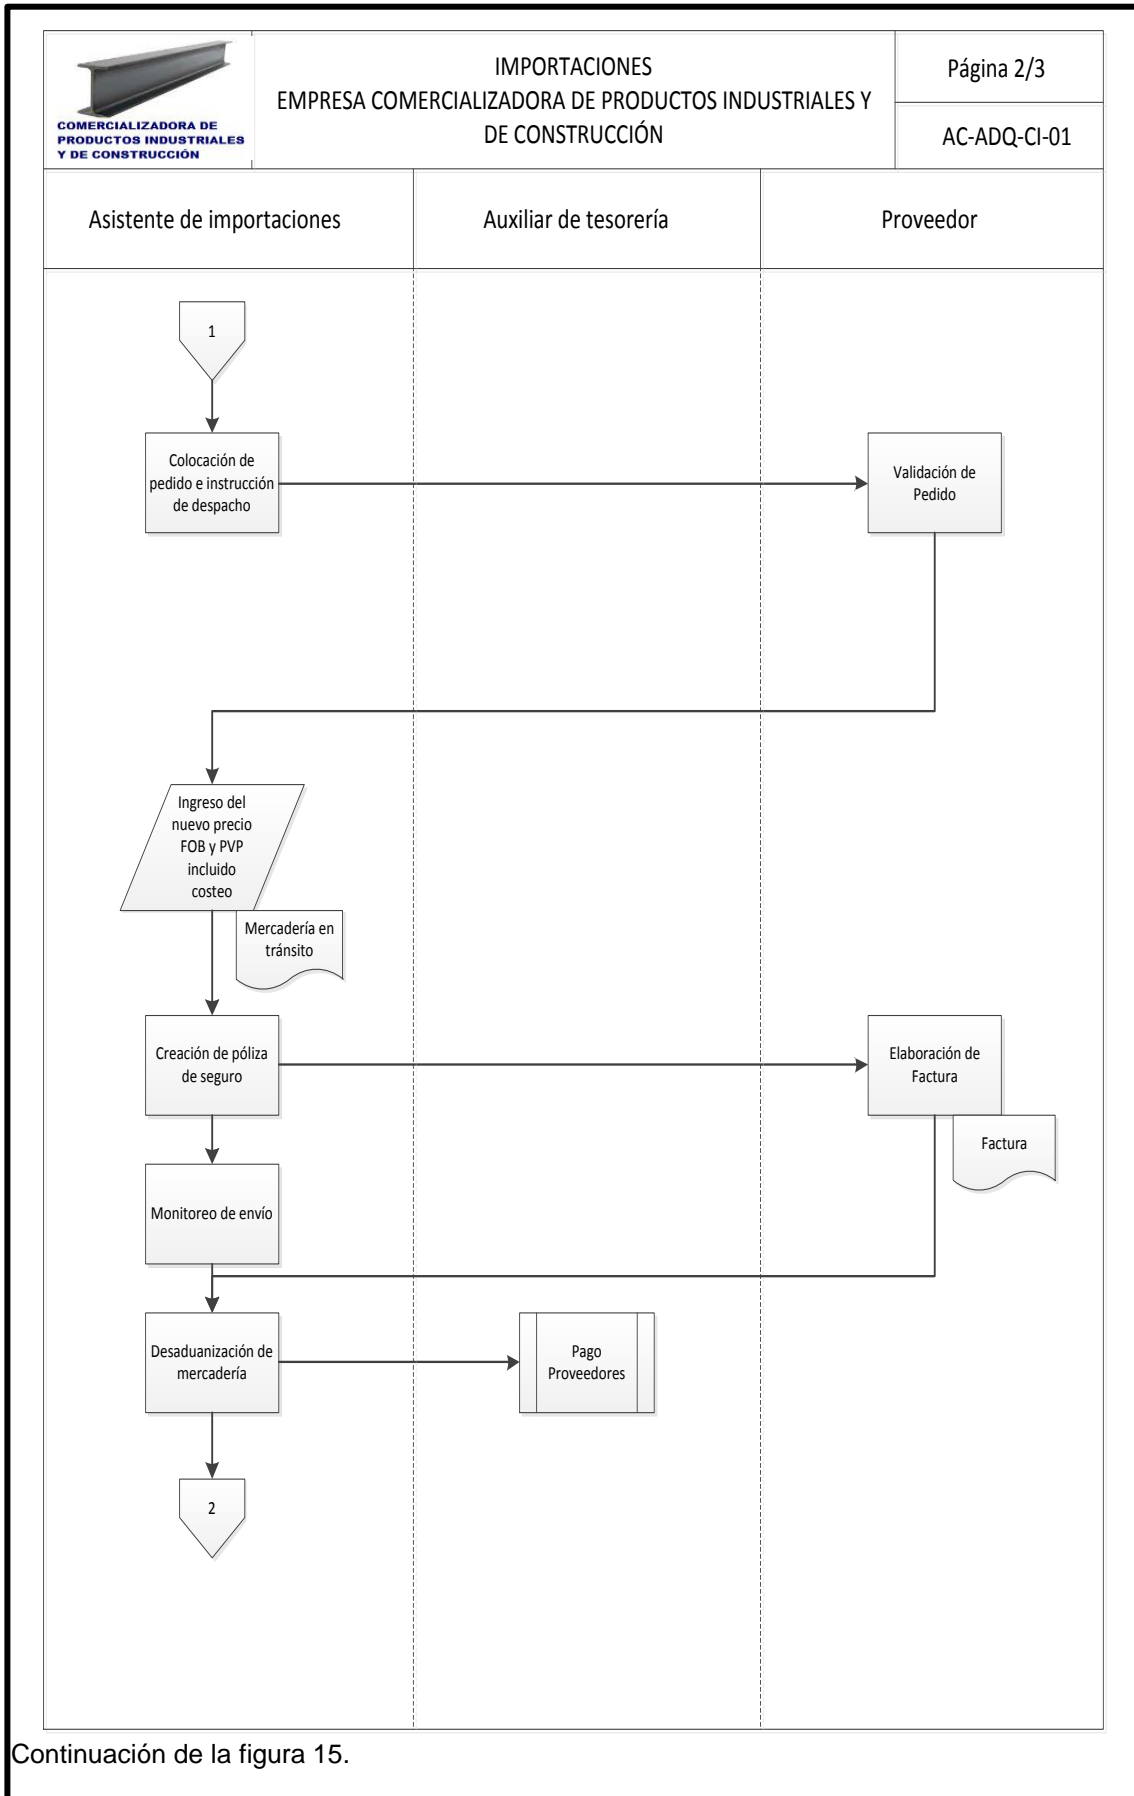 COMERCIALIZADORA DE
PRODUCTOS INDUSTRIALES
Y DE CONSTRUCCIÓN
IMPORTACIONES
EMPRESA COMERCIALIZADORA DE PRODUCTOS INDUSTRIALES Y
DE CONSTRUCCIÓN
Página 2/3
AC-ADQ-CI-01
Asistente de importaciones
Auxiliar de tesorería
Proveedor
1
Colocación de
pedido e instrucción
de despacho
Validación de
Pedido
Ingreso del
nuevo precio
FOB y PVP
incluido
costeo
Mercadería en
tránsito
Creación de póliza
de seguro
Elaboración de
Factura
Factura
Monitoreo de envío
Desaduanización de
mercadería
Pago
Proveedores
2
Continuación de la figura 15.